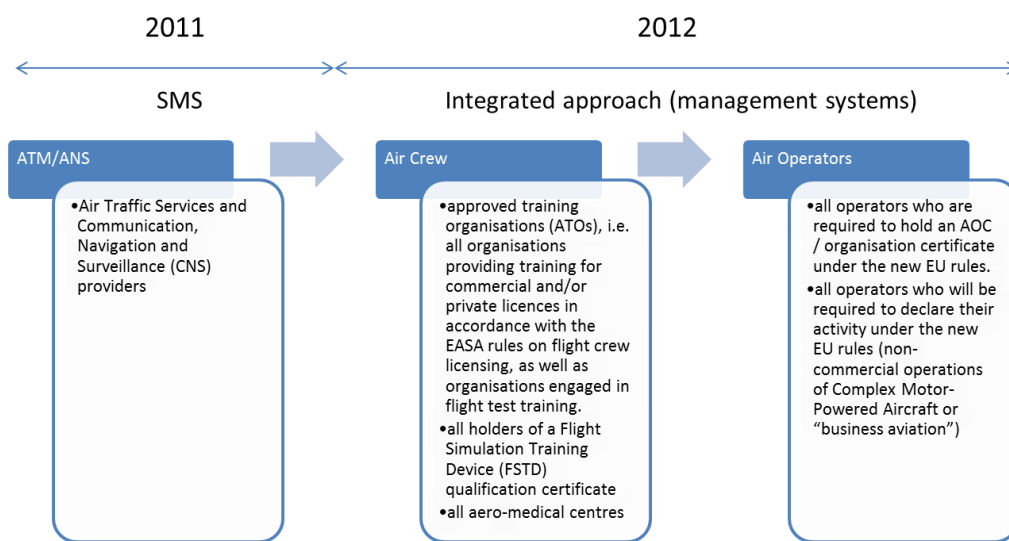 2011
2012
SMS
Integrated approach (management systems)
ATM/ANS
•Air Traffic Services and
Communication,
Navigation and
Surveillance (CNS)
providers
Air Crew
•approved training
organisations (ATOs), i.e.
all organisations
providing training for
commercial and/or
private licences in
accordance with the
EASA rules on flight crew
licensing, as well as
organisations engaged in
flight test training.
•all holders of a Flight
Simulation Training
Device (FSTD)
qualification certificate
•all aero-medical centres
Air Operators
•all operators who are
required to hold an AOC
/ organisation certificate
under the new EU rules.
•all operators who will be
required to declare their
activity under the new
EU rules (non-
commercial operations
of Complex Motor-
Powered Aircraft or
“business aviation”)